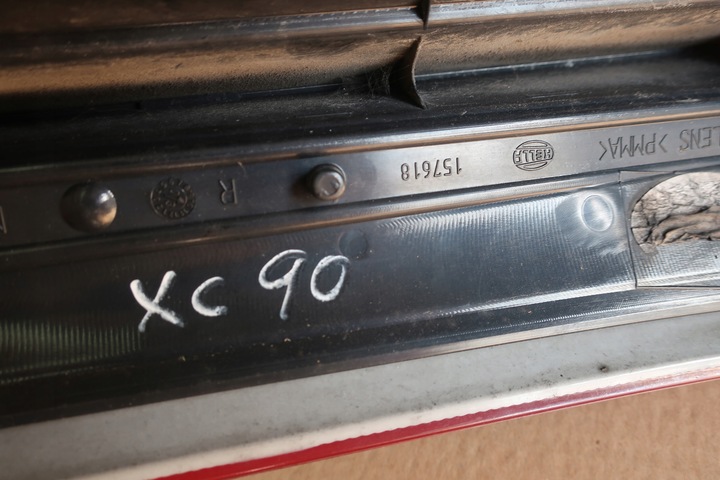 LENS >PMMA<
HELLA
157618
R
XC 90